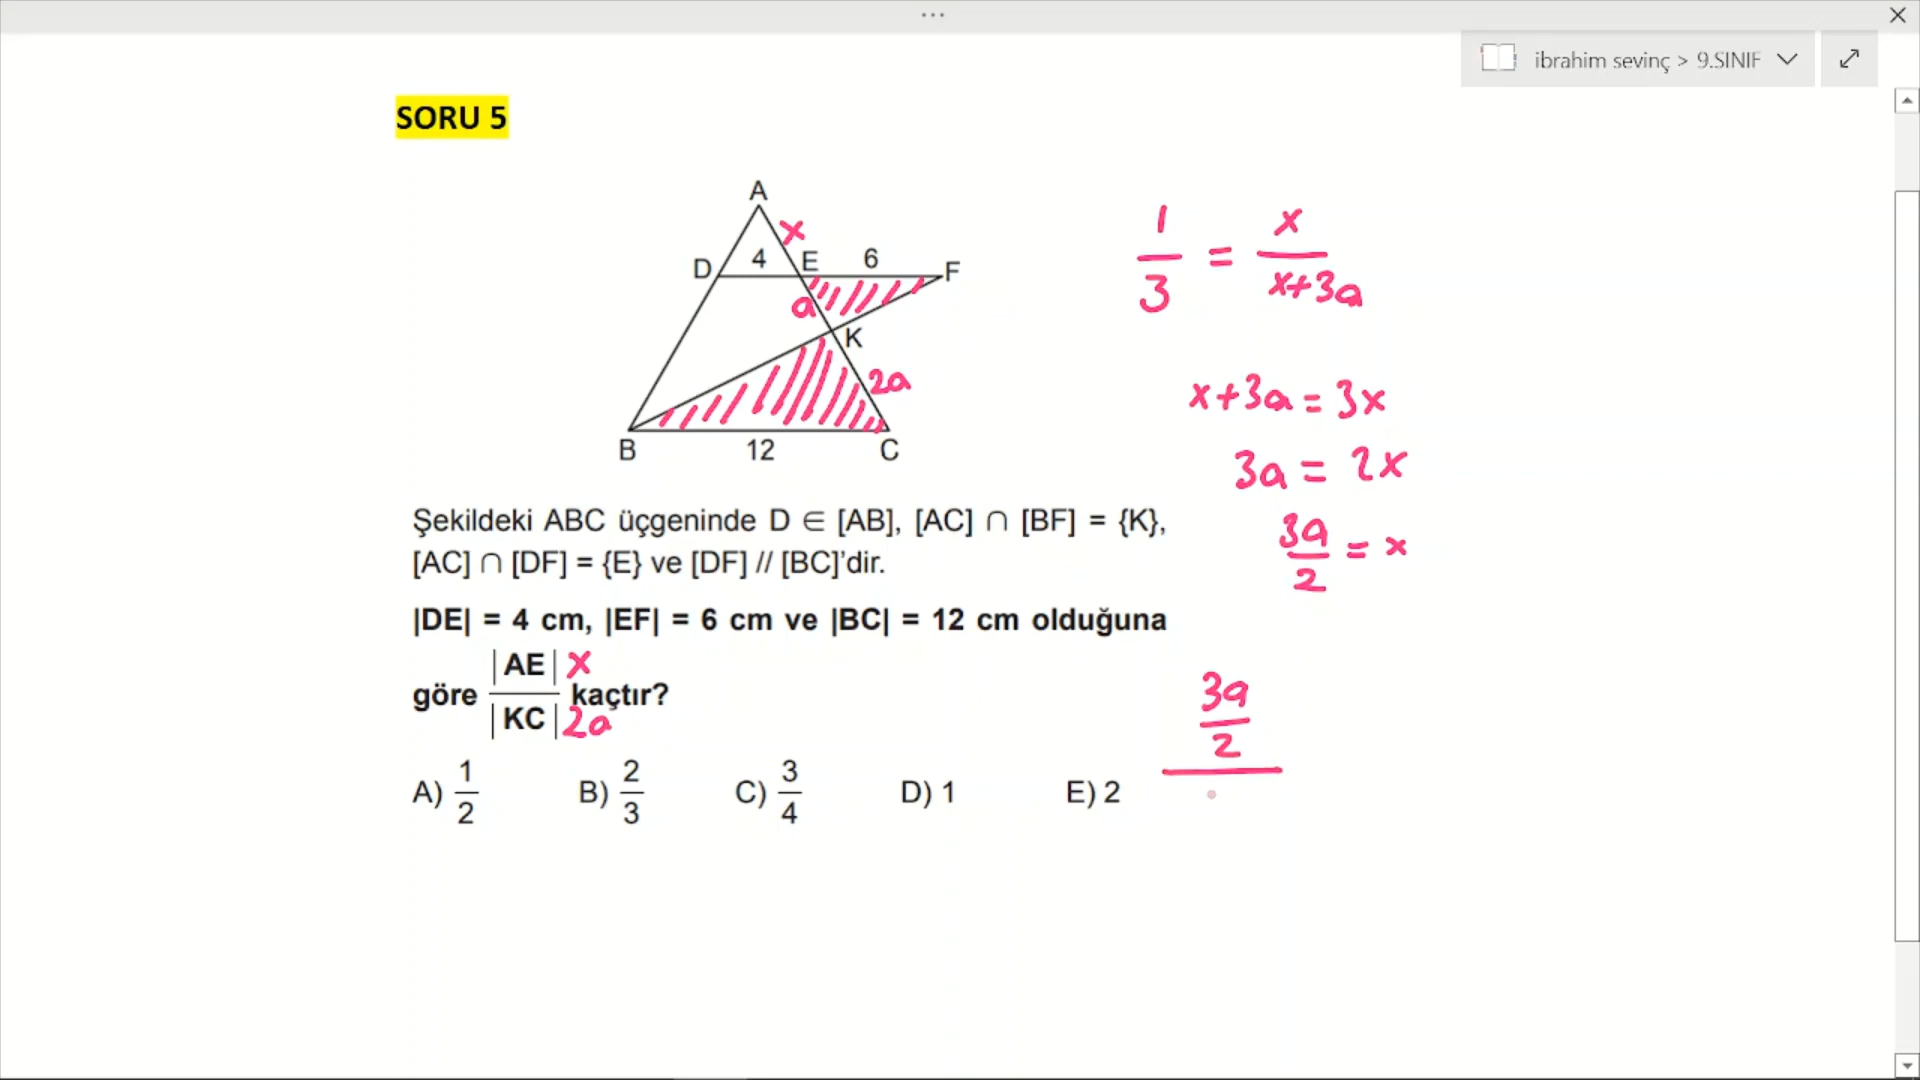 ibrahim sevinç > 9.SINIF
SORU 5
A
x
D 4 E 6 F
a
K
2a
B 12 C
1/3 = x/x+3a
x+3a = 3x
3a = 2x
3a/2 = x
Şekildeki ABC üçgeninde D ∈ [AB], [AC] ∩ [BF] = {K},
[AC] ∩ [DF] = {E} ve [DF] // [BC]’dir.
|DE| = 4 cm, |EF| = 6 cm ve |BC| = 12 cm olduğuna
göre |AE|/|KC| kaçtır?
x
2a
3a/2
A) 1/2 B) 2/3 C) 3/4 D) 1 E) 2